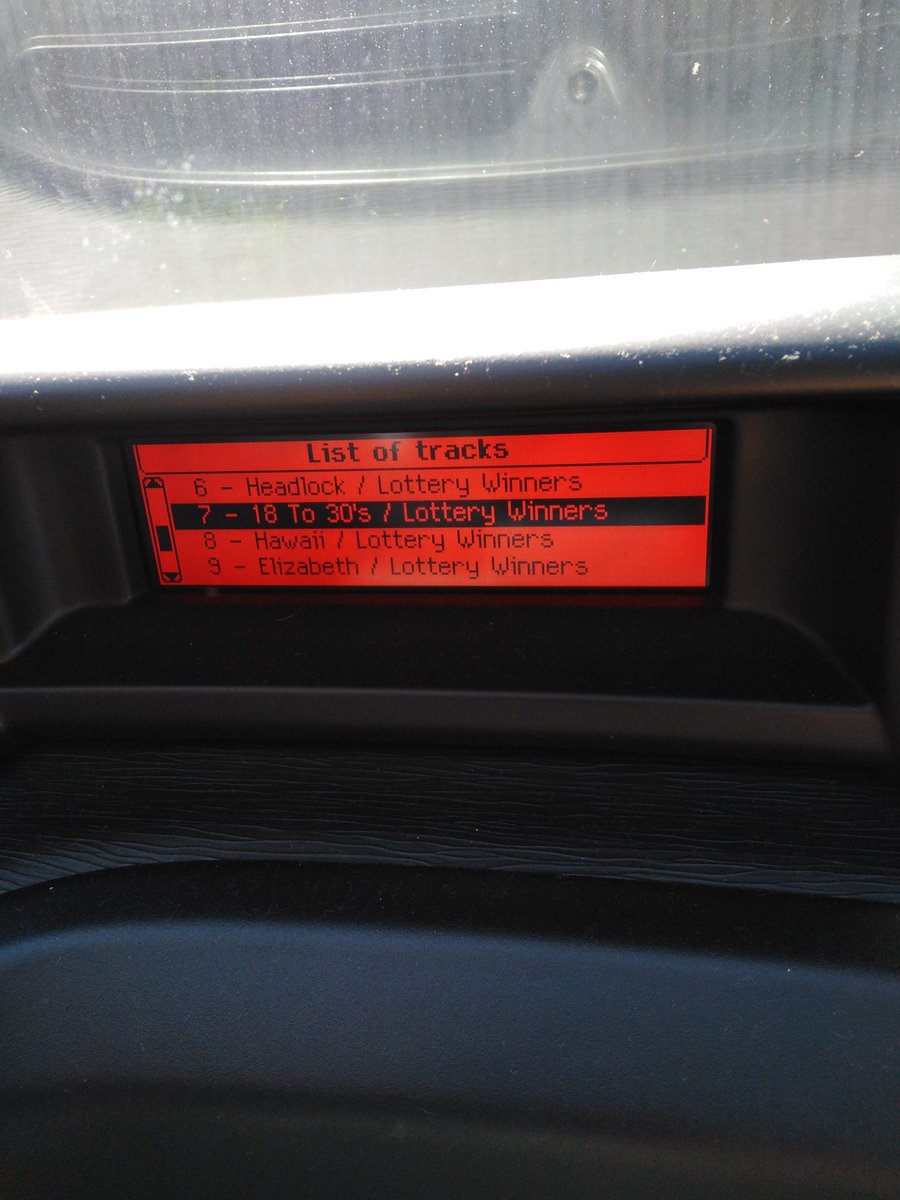 List of tracks
6 - Headlock / Lottery Winners
7 - 18 To 30's / Lottery Winners
8 - Hawaii / Lottery Winners
9 - Elizabeth / Lottery Winners